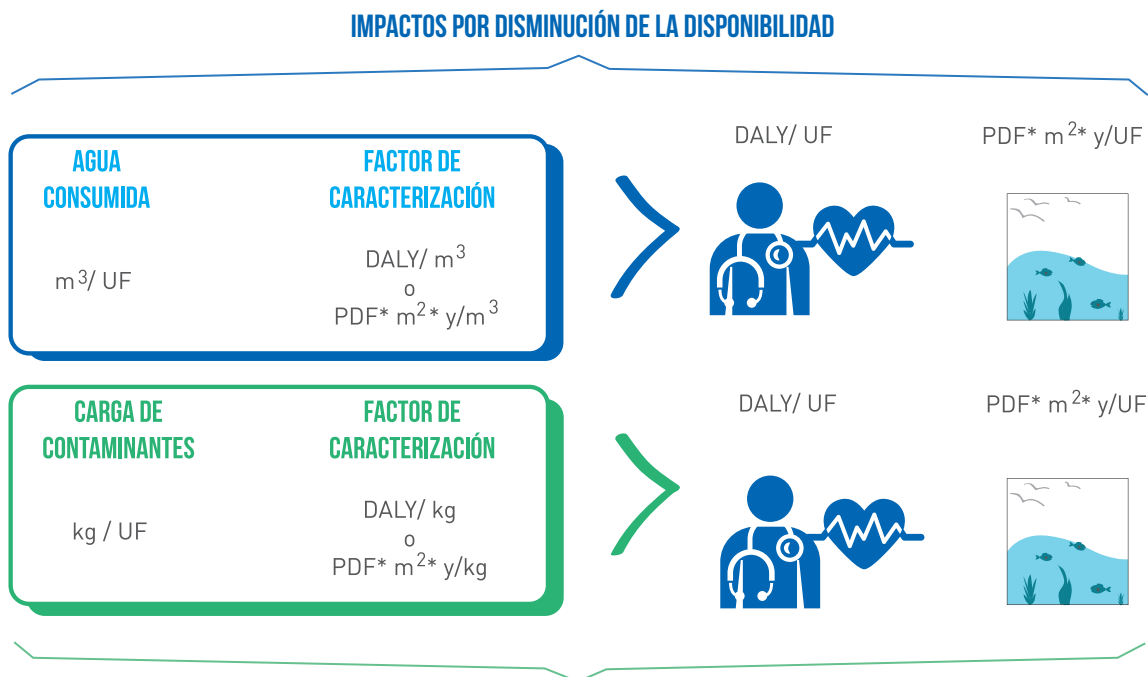 IMPACTOS POR DISMINUCIÓN DE LA DISPONIBILIDAD
AGUA
CONSUMIDA
m³/ UF
FACTOR DE
CARACTERIZACIÓN
DALY/ m³
o
PDF* m²* y/m³
DALY/ UF
PDF* m²* y/UF
CARGA DE
CONTAMINANTES
kg / UF
FACTOR DE
CARACTERIZACIÓN
DALY/ kg
o
PDF* m²* y/kg
DALY/ UF
PDF* m²* y/UF